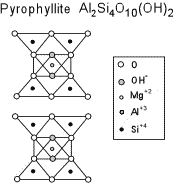 Pyrophyllite Al₂Si₄O₁₀(OH)₂
O
OH⁻
Mg⁺²
Al⁺³
Si⁺⁴